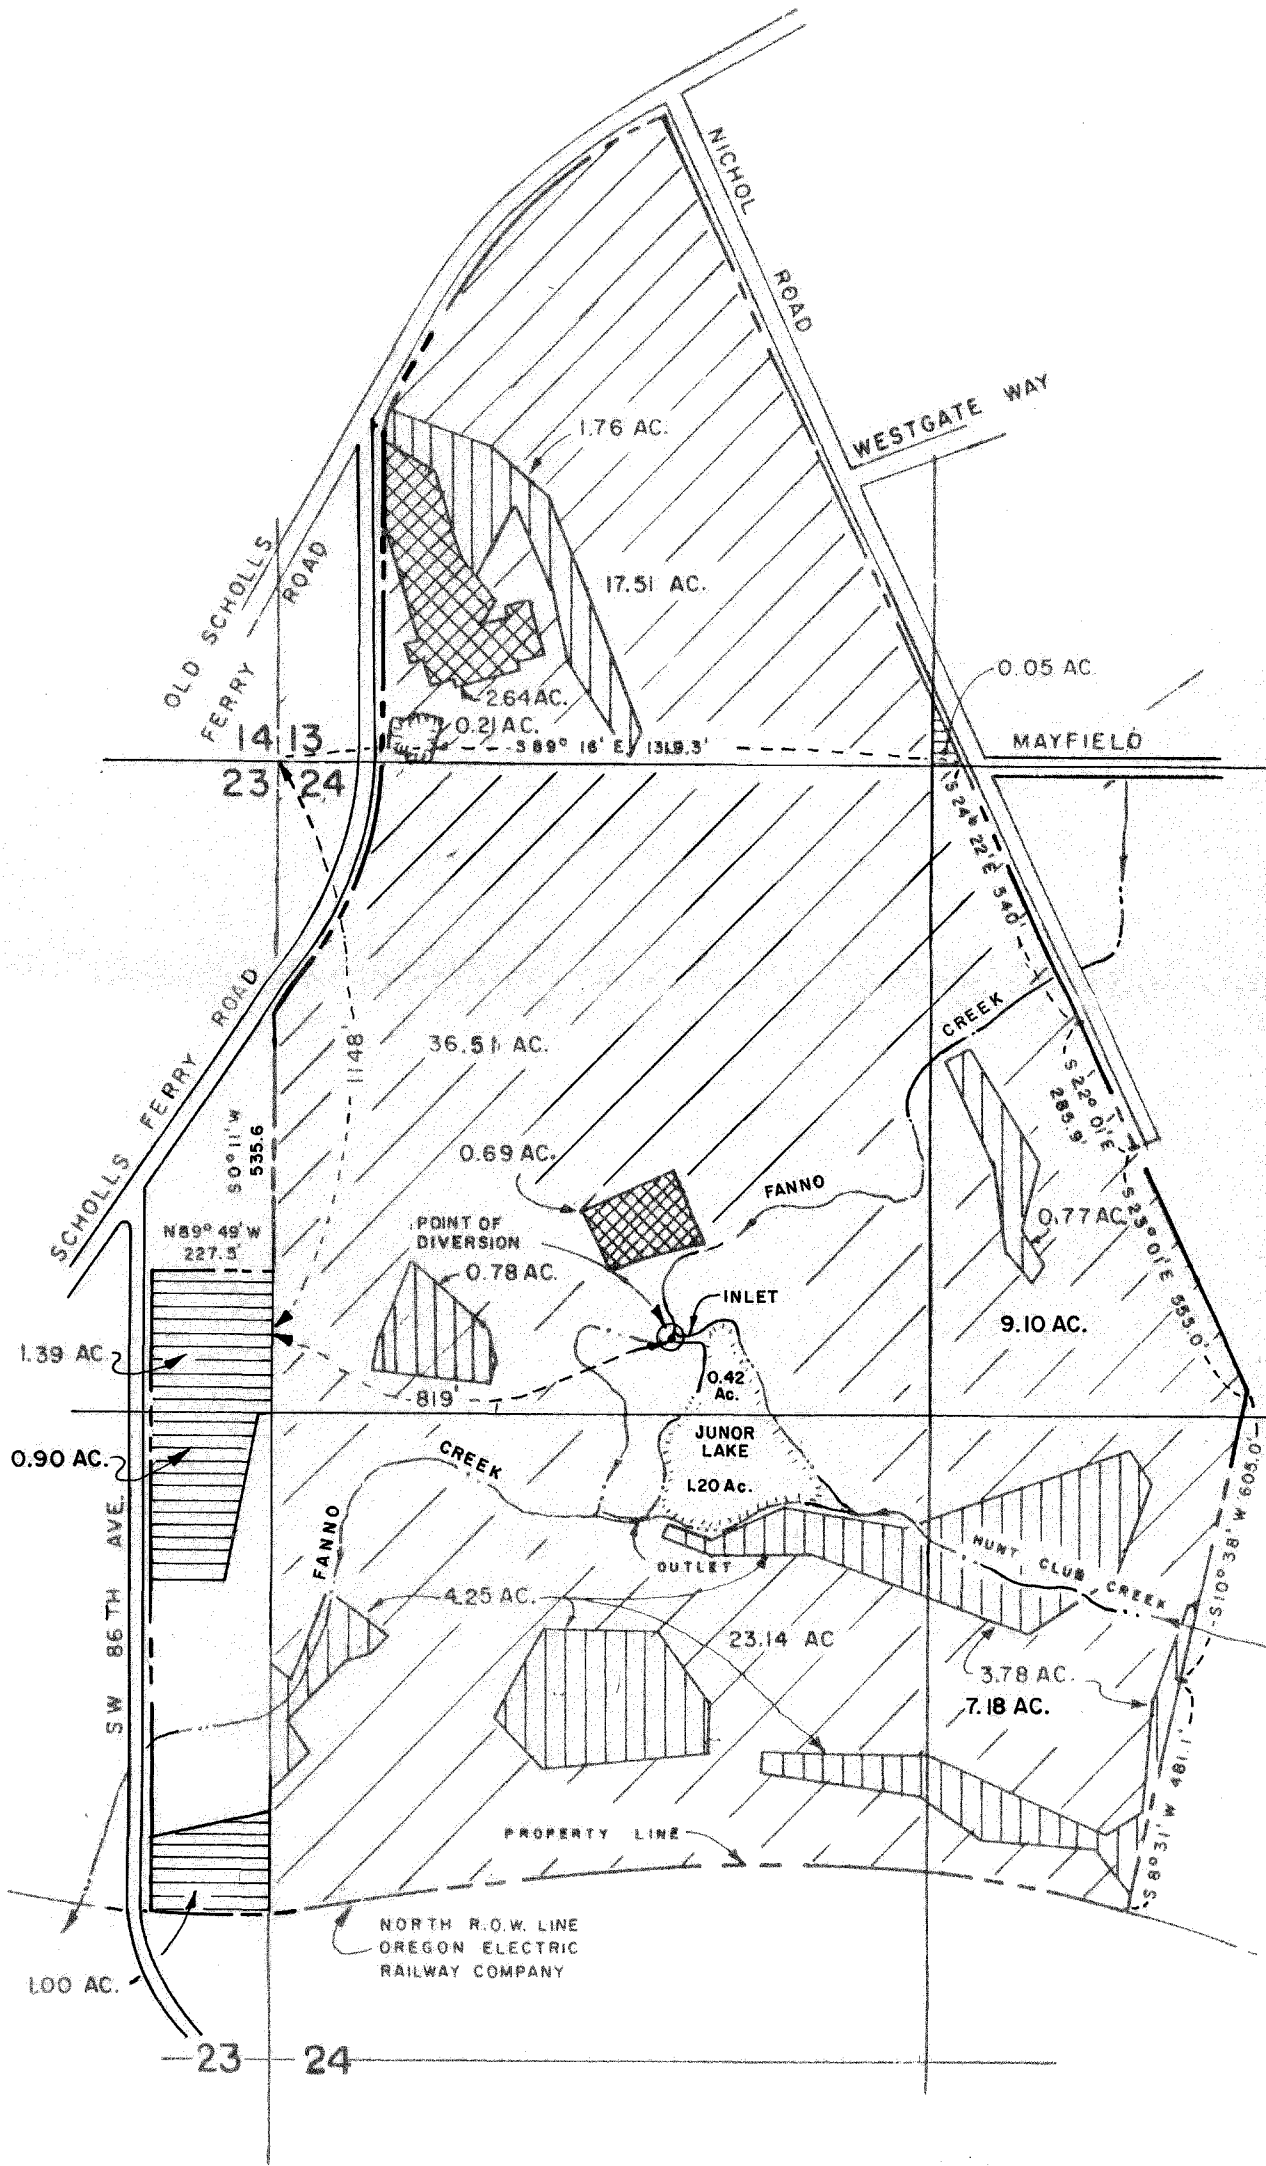 NICHOL
ROAD
WESTGATE WAY
1.76 AC.
OLD SCHOLLS
FERRY ROAD
17.51 AC.
2.64 AC.
0.21 AC.
0.05 AC.
14 13
S 89° 16' E 1319.3'
MAYFIELD
23 24
S 24° 22' E 340'
SCHOLLS FERRY ROAD
36.51 AC.
1148'
CREEK
S 22° 01' E
285.9'
S 0° 11' W
535.6
0.69 AC.
FANNO
N 89° 49' W
227.5'
POINT OF
DIVERSION
0.77 AC.
S 23° 01' E 555.0'
0.78 AC.
INLET
9.10 AC.
1.39 AC.
0.42
Ac.
819'
JUNOR
LAKE
CREEK
0.90 AC.
1.20 Ac.
S 10° 38' W 605.0'
FANNO
SW 86TH AVE.
OUTLET
HUNT CLUB CREEK
4.25 AC.
23.14 AC
3.78 AC.
7.18 AC.
S 8° 31' W 481.1'
PROPERTY LINE
NORTH R.O.W. LINE
OREGON ELECTRIC
RAILWAY COMPANY
1.00 AC.
23 24